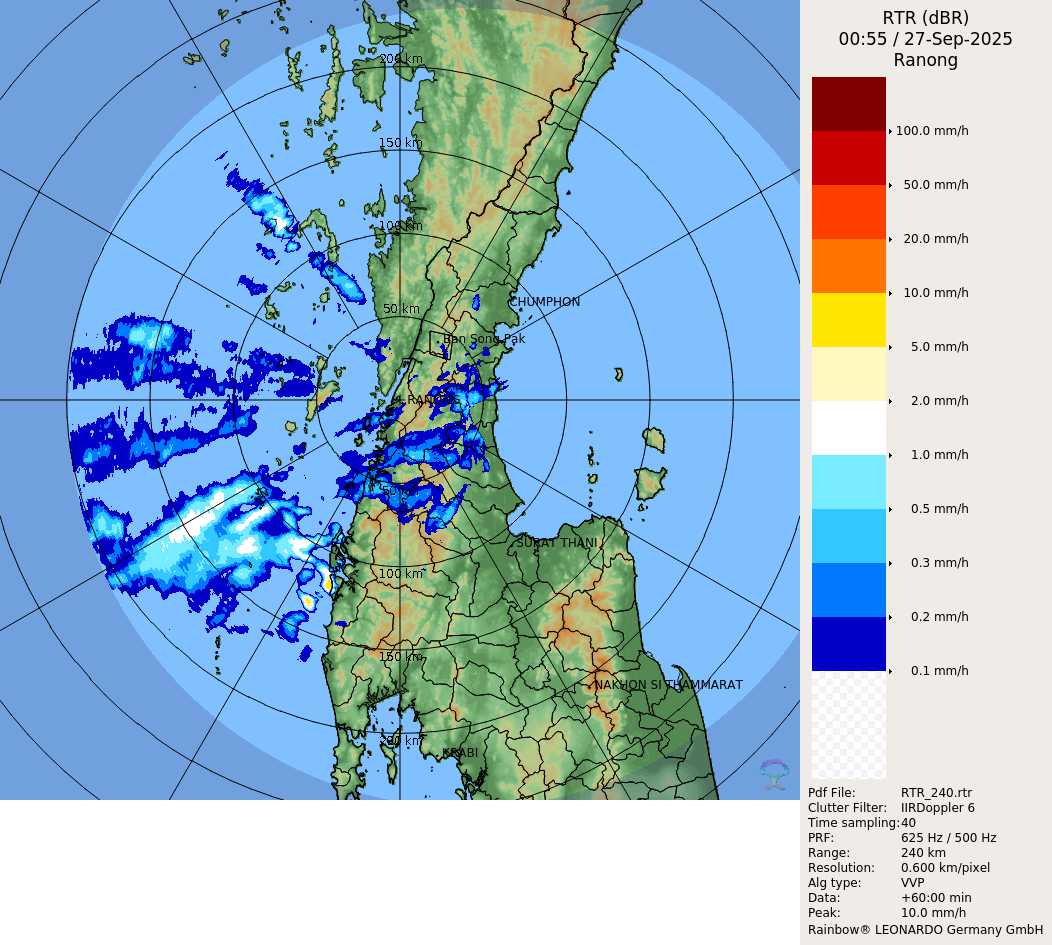 RTR (dBR)
00:55 / 27-Sep-2025
Ranong
100.0 mm/h
50.0 mm/h
20.0 mm/h
10.0 mm/h
5.0 mm/h
2.0 mm/h
1.0 mm/h
0.5 mm/h
0.3 mm/h
0.2 mm/h
0.1 mm/h
Pdf File: RTR_240.rtr
Clutter Filter: IIRDoppler 6
Time sampling: 40
PRF: 625 Hz / 500 Hz
Range: 240 km
Resolution: 0.600 km/pixel
Alg type: VVP
Data: +60:00 min
Peak: 10.0 mm/h
Rainbow® LEONARDO Germany GmbH
200 km
150 km
100 km
50 km
CHUMPHON
Ban Song Pak
RANONG
50 km
SURAT THANI
100 km
150 km
NAKHON SI THAMMARAT
200 km
KRABI